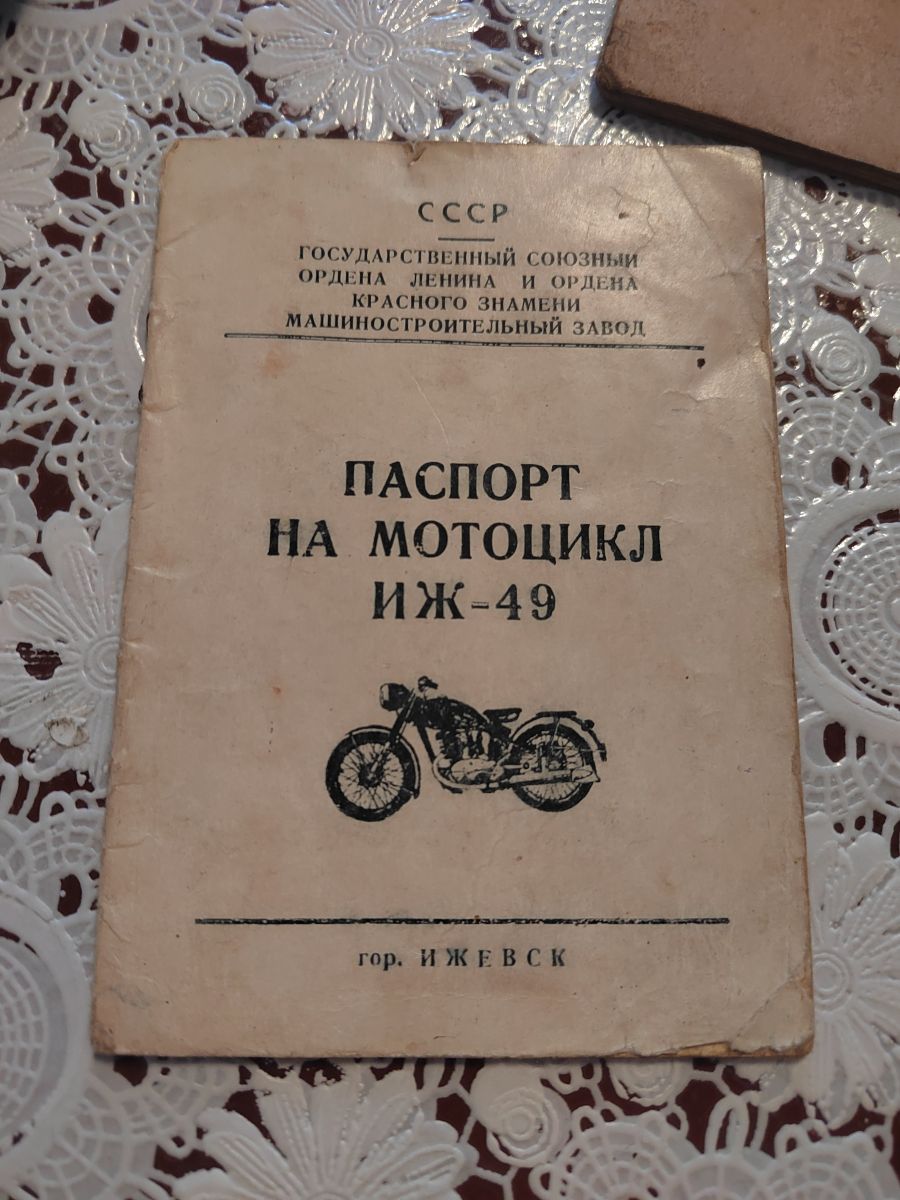 СССР
ГОСУДАРСТВЕННЫЙ СОЮЗНЫЙ
ОРДЕНА ЛЕНИНА И ОРДЕНА
КРАСНОГО ЗНАМЕНИ
МАШИНОСТРОИТЕЛЬНЫЙ ЗАВОД
ПАСПОРТ
НА МОТОЦИКЛ
ИЖ-49
гор. ИЖЕВСК